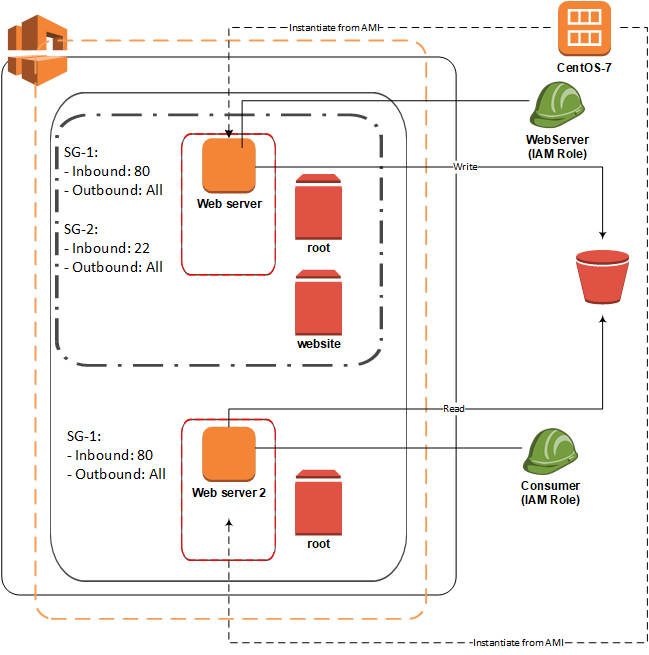 Instantiate from AMI
CentOS-7
WebServer
(IAM Role)
SG-1:
- Inbound: 80
- Outbound: All
SG-2:
- Inbound: 22
- Outbound: All
Web server
Write
root
website
Read
SG-1:
- Inbound: 80
- Outbound: All
Web server 2
Consumer
(IAM Role)
root
Instantiate from AMI